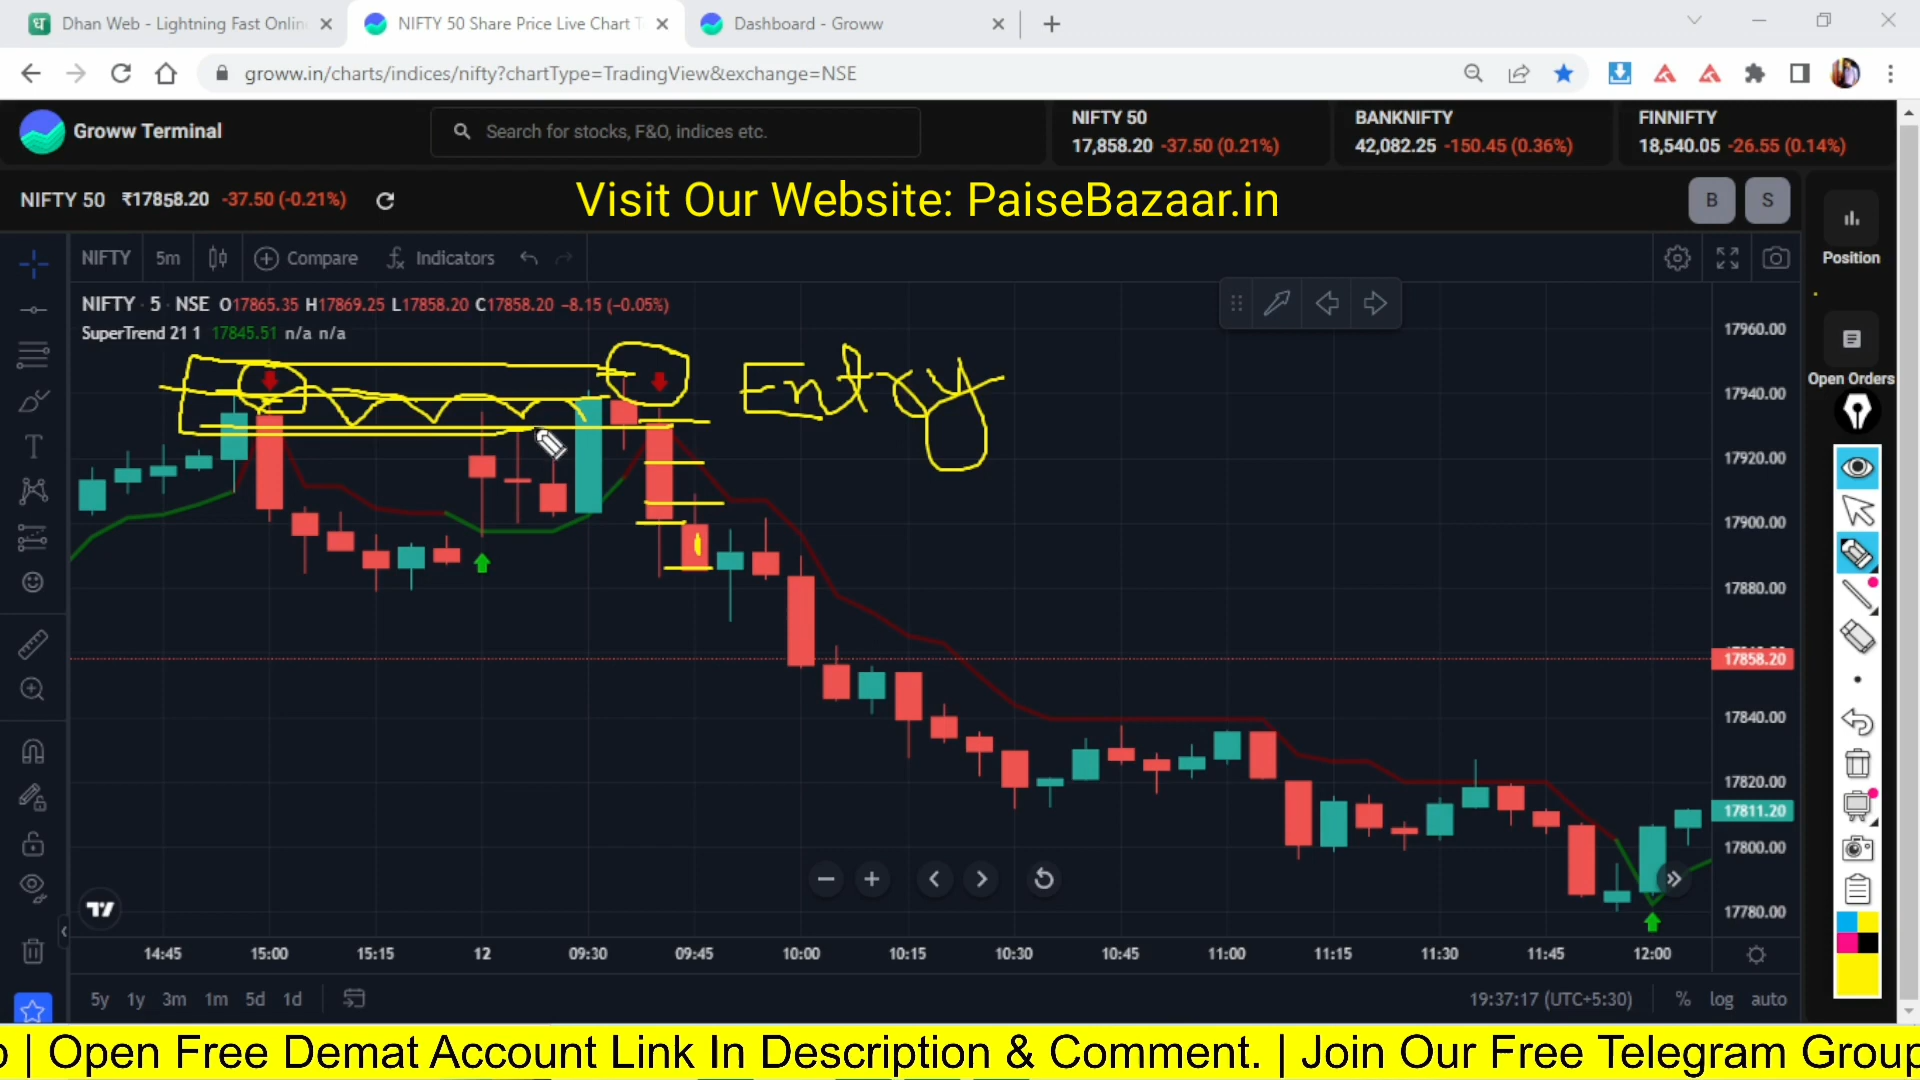 Dhan Web - Lightning Fast Onlin
NIFTY 50 Share Price Live Chart T
Dashboard - Groww
groww.in/charts/indices/nifty?chartType=TradingView&exchange=NSE
Groww Terminal
Search for stocks, F&O, indices etc.
NIFTY 50
17,858.20 -37.50 (0.21%)
BANKNIFTY
42,082.25 -150.45 (0.36%)
FINNIFTY
18,540.05 -26.55 (0.14%)
NIFTY 50 ₹17858.20 -37.50 (-0.21%)
Visit Our Website: PaiseBazaar.in
B S
Position
NIFTY 5m Compare Indicators
NIFTY · 5 · NSE O17865.35 H17869.25 L17858.20 C17858.20 −8.15 (−0.05%)
SuperTrend 21 1 17845.51 n/a n/a
Open Orders
Entry
17960.00
17940.00
17920.00
17900.00
17880.00
17858.20
17840.00
17820.00
17811.20
17800.00
17780.00
14:45 15:00 15:15 12 09:30 09:45 10:00 10:15 10:30 10:45 11:00 11:15 11:30 11:45 12:00
5y 1y 3m 1m 5d 1d
19:37:17 (UTC+5:30) % log auto
| Open Free Demat Account Link In Description & Comment. | Join Our Free Telegram Group